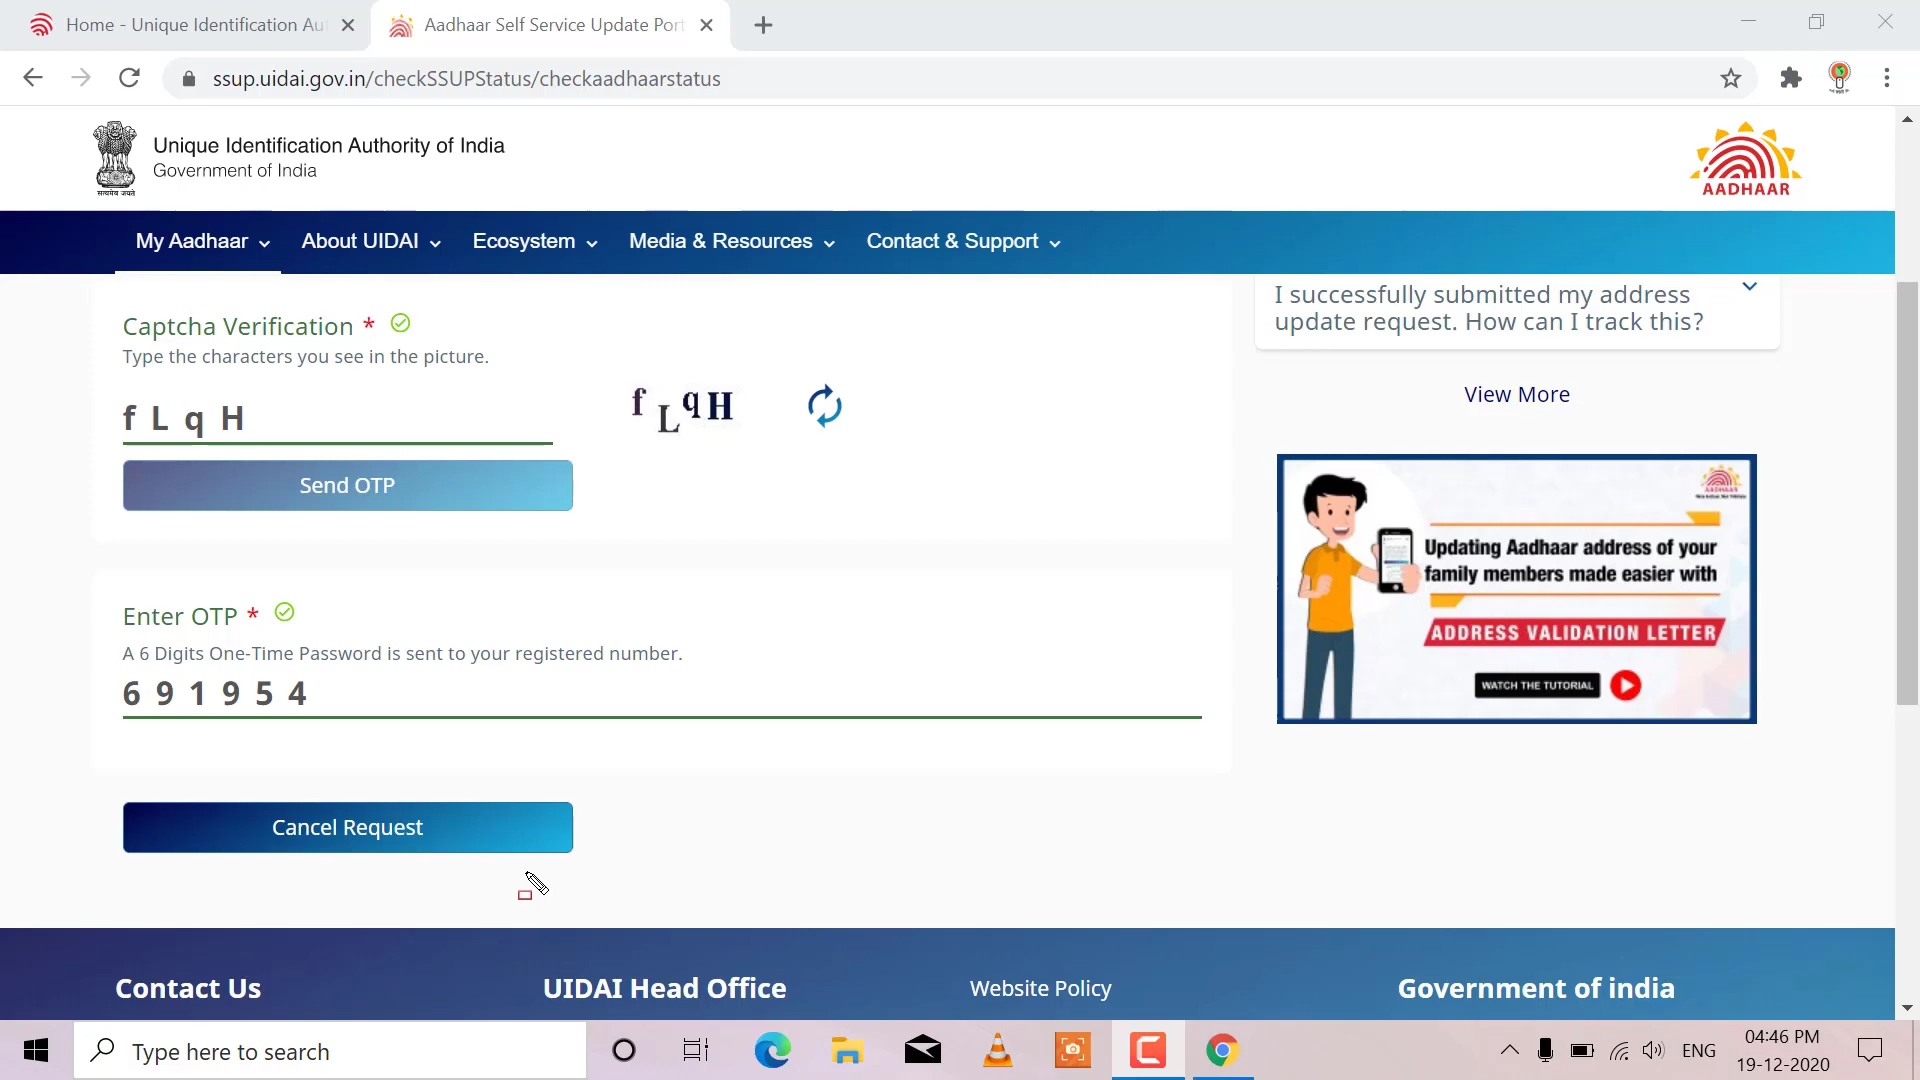 Home - Unique Identification Au
Aadhaar Self Service Update Port
ssup.uidai.gov.in/checkSSUPStatus/checkaadhaarstatus
सत्यमेव जयते
Unique Identification Authority of India
Government of India
AADHAAR
My Aadhaar
About UIDAI
Ecosystem
Media & Resources
Contact & Support
Captcha Verification *
Type the characters you see in the picture.
f L q H
f L q H
Send OTP
Enter OTP *
A 6 Digits One-Time Password is sent to your registered number.
6 9 1 9 5 4
Cancel Request
I successfully submitted my address
update request. How can I track this?
View More
AADHAAR
Updating Aadhaar address of your
family members made easier with
ADDRESS VALIDATION LETTER
WATCH THE TUTORIAL
Contact Us
UIDAI Head Office
Website Policy
Government of india
Type here to search
ENG
04:46 PM
19-12-2020